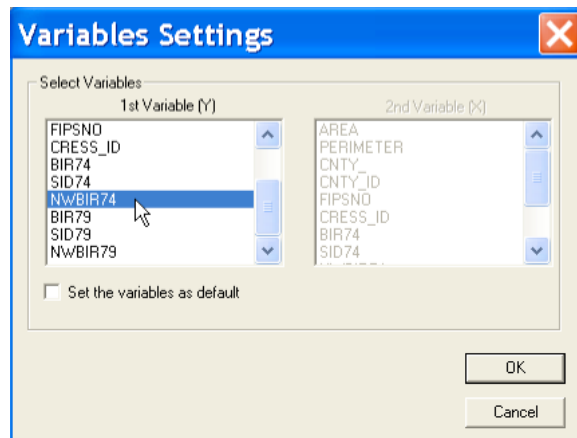 Variables Settings
Select Variables
1st Variable (Y)
FIPSNO
CRESS_ID
BIR74
SID74
NWBIR74
BIR79
SID79
NWBIR79
2nd Variable (X)
AREA
PERIMETER
CNTY_
CNTY_ID
FIPSNO
CRESS_ID
BIR74
SID74
Set the variables as default
OK
Cancel